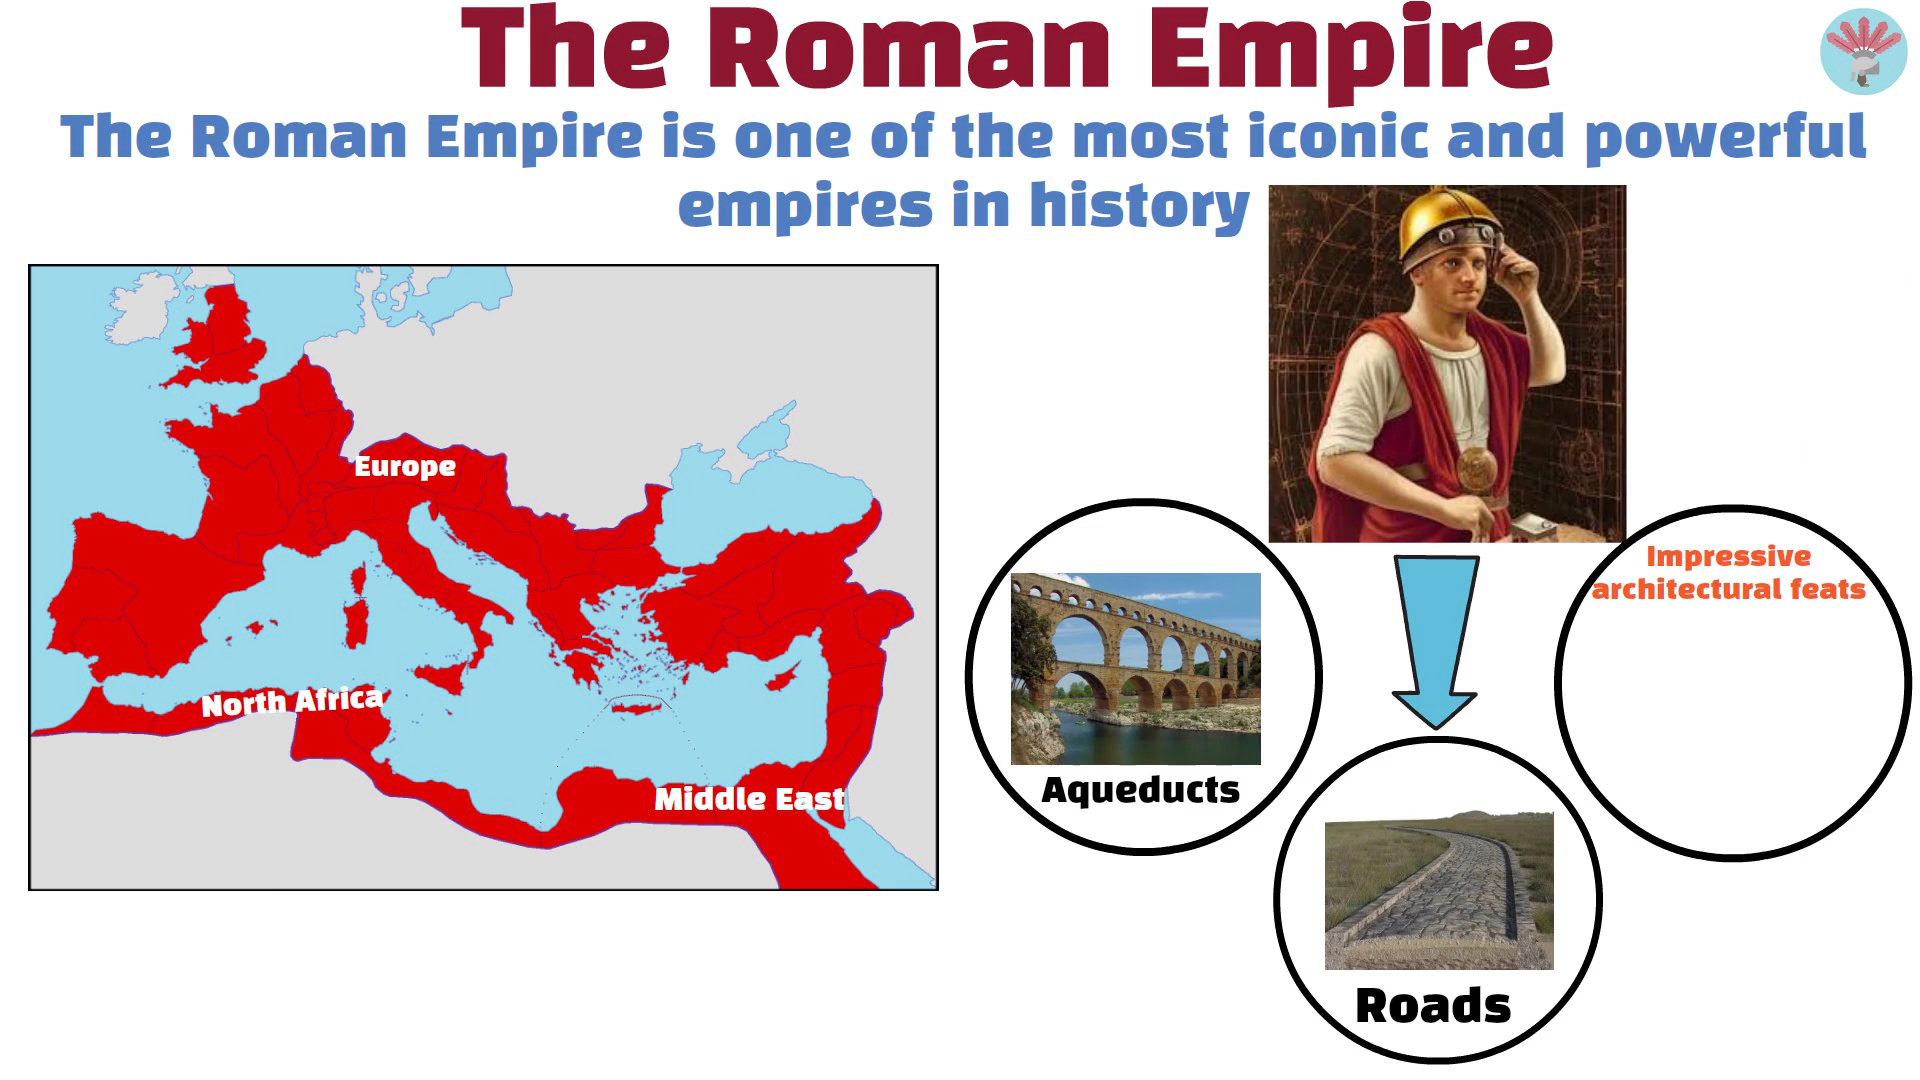 The Roman Empire
The Roman Empire is one of the most iconic and powerful
empires in history
Europe
North Africa
Middle East
Aqueducts
Roads
Impressive
architectural feats